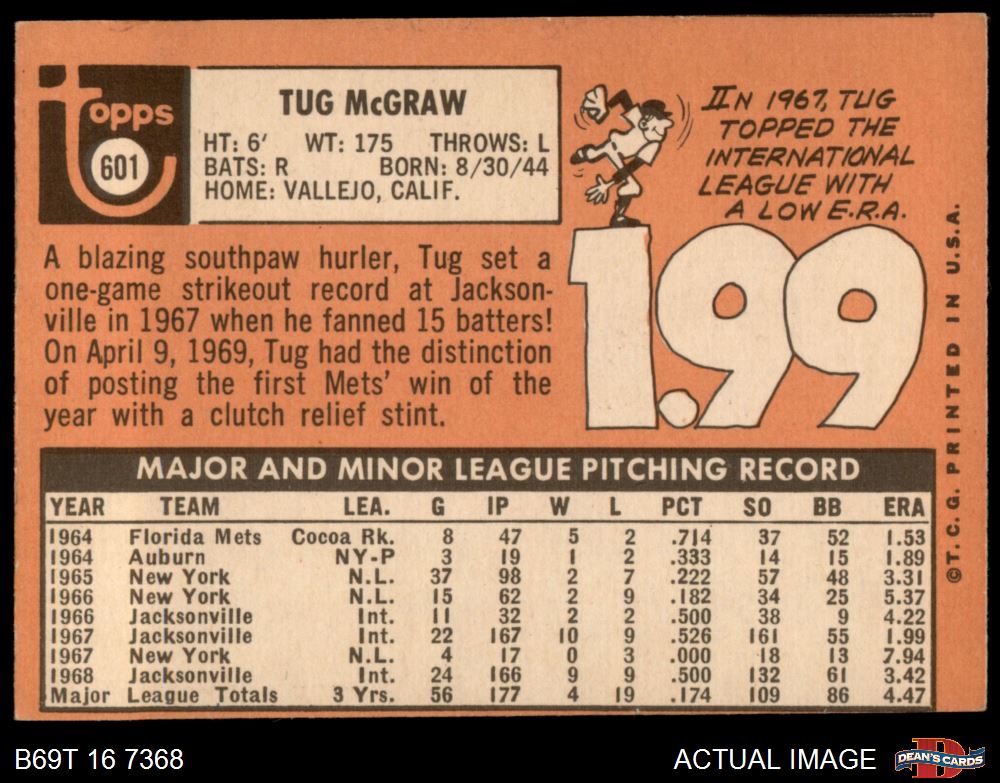 Topps
601
TUG McGRAW
HT: 6' WT: 175 THROWS: L
BATS: R BORN: 8/30/44
HOME: VALLEJO, CALIF.
IN 1967, TUG
TOPPED THE
INTERNATIONAL
LEAGUE WITH
A LOW E.R.A.
1.99
A blazing southpaw hurler, Tug set a
one-game strikeout record at Jackson-
ville in 1967 when he fanned 15 batters!
On April 9, 1969, Tug had the distinction
of posting the first Mets' win of the
year with a clutch relief stint.
©T.C.G. PRINTED IN U.S.A.
MAJOR AND MINOR LEAGUE PITCHING RECORD
YEAR TEAM LEA. G IP W L PCT SO BB ERA
1964 Florida Mets Cocoa Rk. 8 47 5 2 .714 37 52 1.53
1964 Auburn NY-P 3 19 1 2 .333 14 15 1.89
1965 New York N.L. 37 98 2 7 .222 57 48 3.31
1966 New York N.L. 15 62 2 9 .182 34 25 5.37
1966 Jacksonville Int. 11 32 2 2 .500 38 9 4.22
1967 Jacksonville Int. 22 167 10 9 .526 161 55 1.99
1967 New York N.L. 4 17 0 3 .000 18 13 7.94
1968 Jacksonville Int. 24 166 9 9 .500 132 61 3.42
Major League Totals 3 Yrs. 56 177 4 19 .174 109 86 4.47
B69T 16 7368
ACTUAL IMAGE
D
DEAN'S CARDS